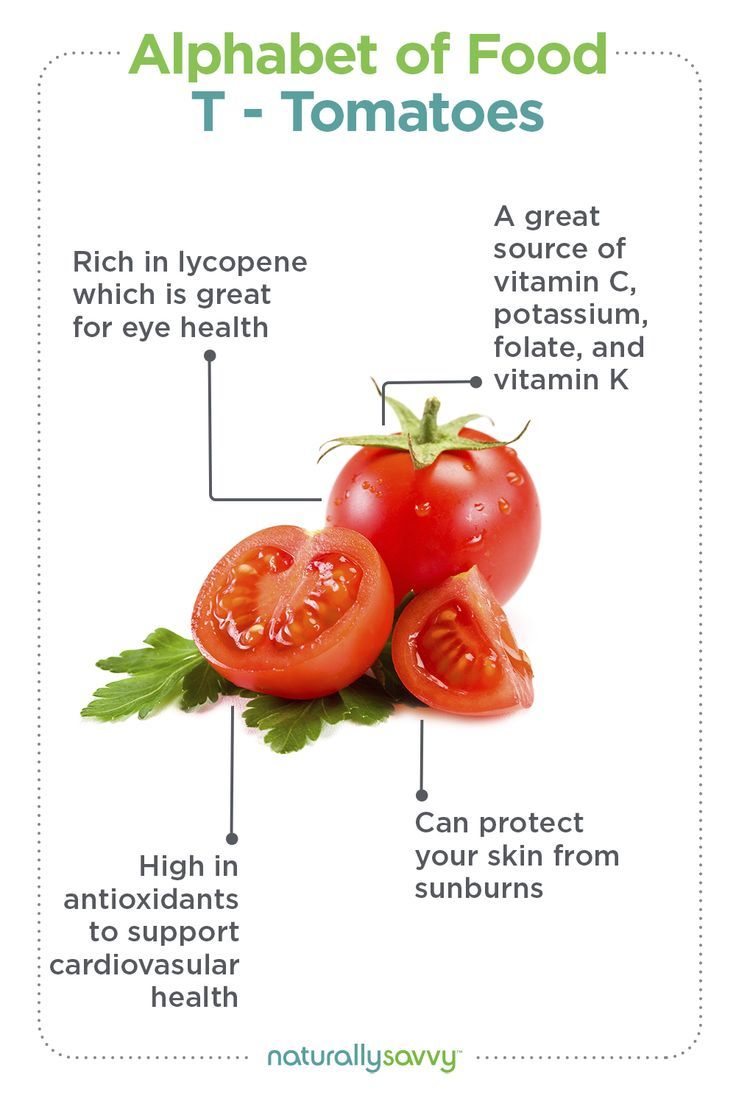 Alphabet of Food
T - Tomatoes
Rich in lycopene
which is great
for eye health
A great
source of
vitamin C,
potassium,
folate, and
vitamin K
High in
antioxidants
to support
cardiovasular
health
Can protect
your skin from
sunburns
naturallysavvy™